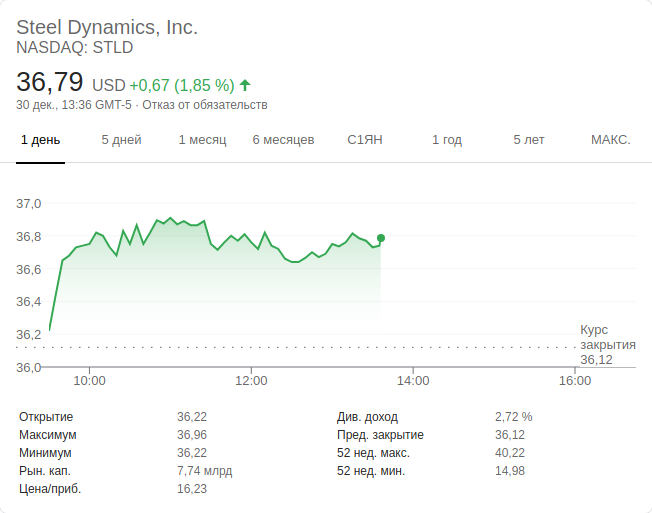 Steel Dynamics, Inc.
NASDAQ: STLD
36,79 USD +0,67 (1,85 %)
30 дек., 13:36 GMT-5 · Отказ от обязательств
1 день 5 дней 1 месяц 6 месяцев С1ЯН 1 год 5 лет МАКС.
37,0
36,8
36,6
36,4
36,2
36,0
Курс
закрытия
36,12
10:00 12:00 14:00 16:00
Открытие 36,22 Див. доход 2,72 %
Максимум 36,96 Пред. закрытие 36,12
Минимум 36,22 52 нед. макс. 40,22
Рын. кап. 7,74 млрд 52 нед. мин. 14,98
Цена/приб. 16,23